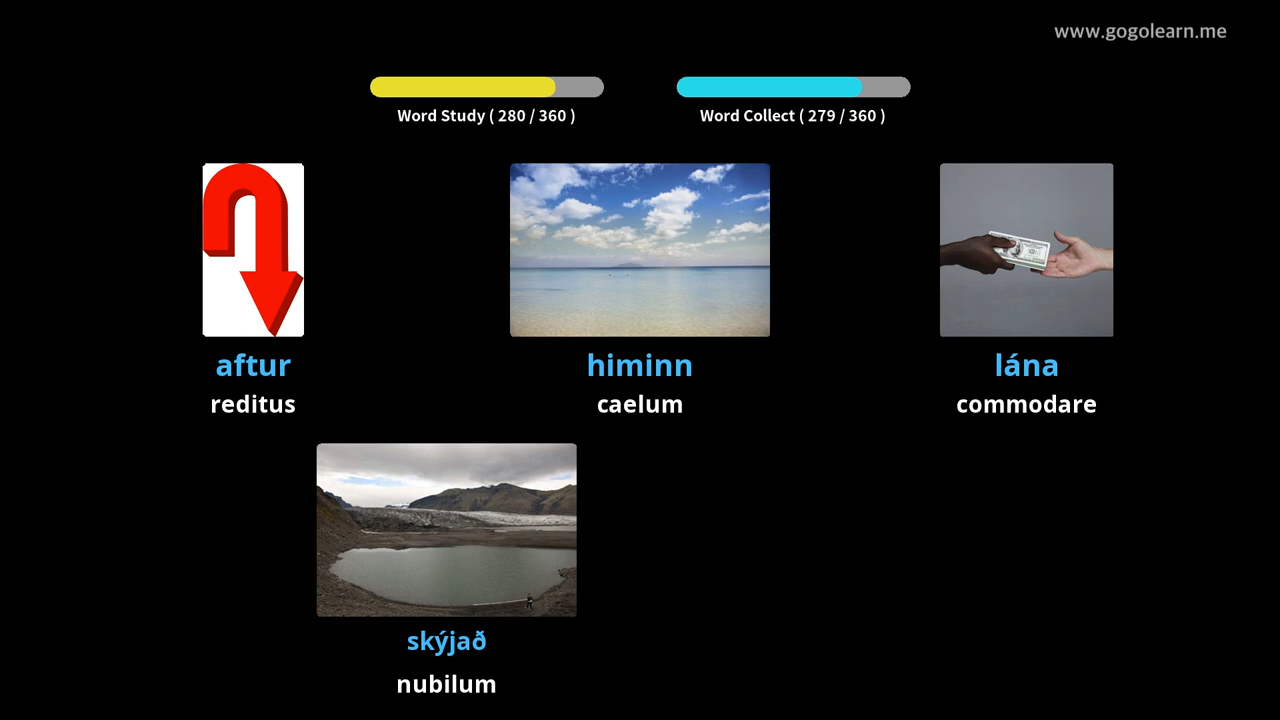 www.gogolearn.me
Word Study ( 280 / 360 )
Word Collect ( 279 / 360 )
aftur
himinn
lána
reditus
caelum
commodare
skýjað
nubilum